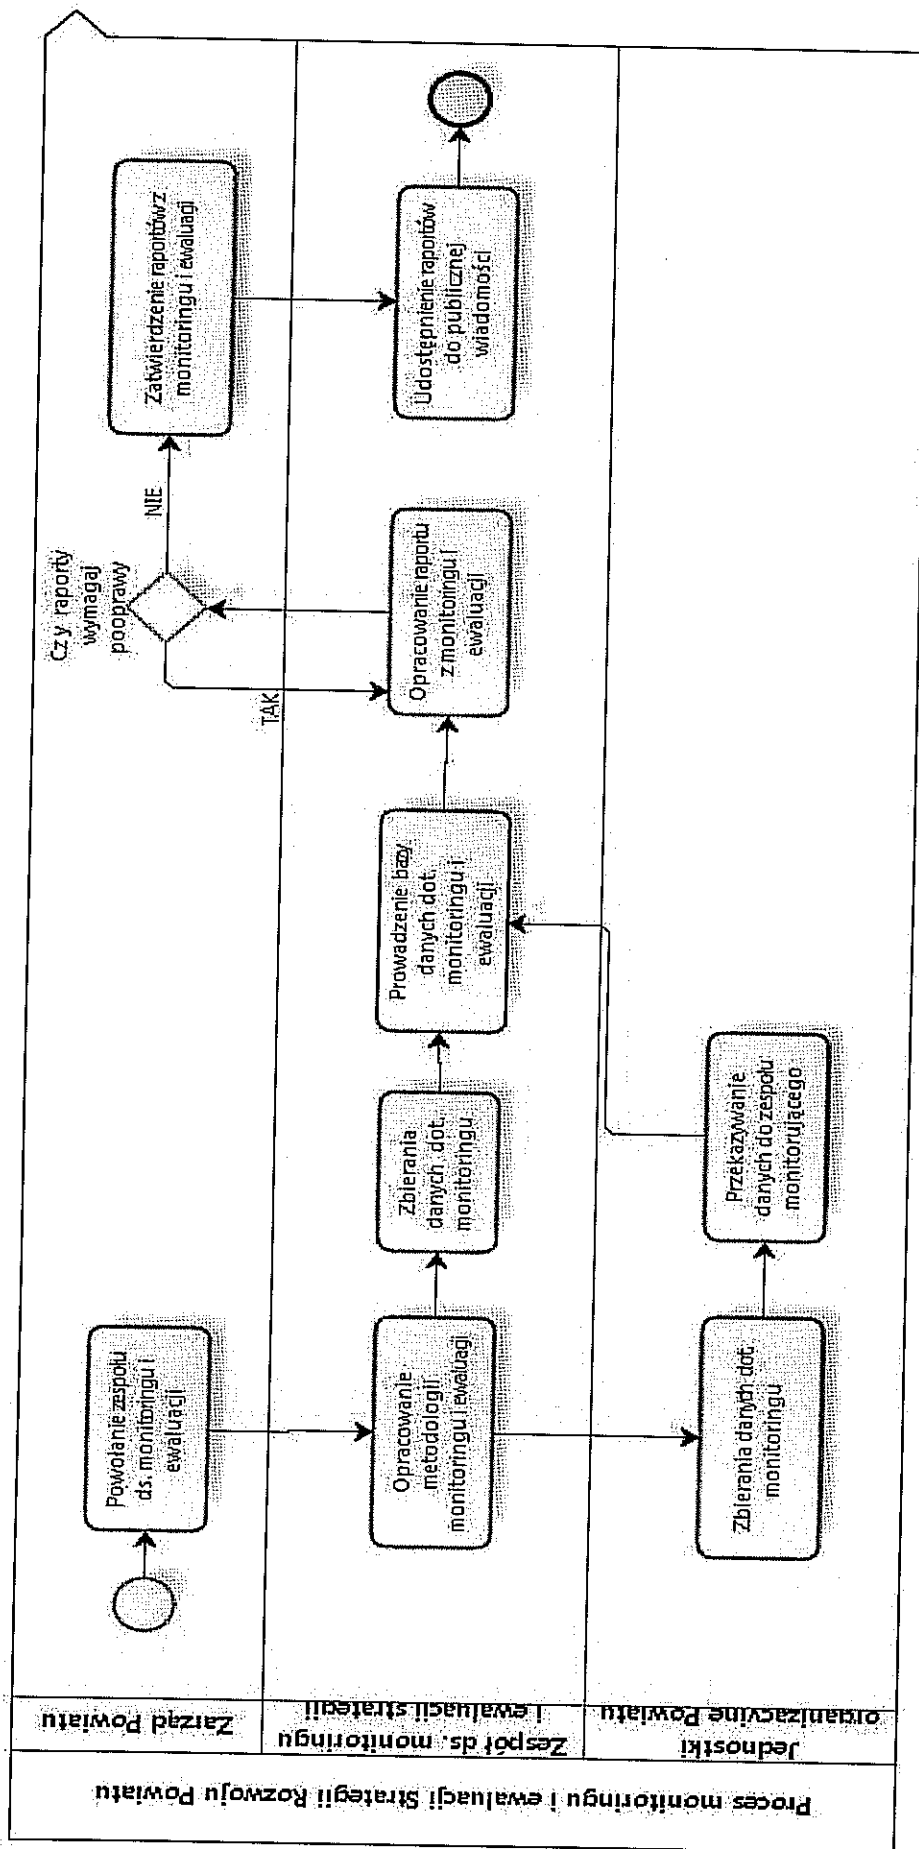 Proces monitoringu i ewaluacji Strategii Rozwoju Powiatu
Zarząd Powiatu
Powołanie zespołu
ds. monitoringu i
ewaluacji
Czy raporty
wymagaj
pooprawy
NIE
TAK
Zatwierdzenie raportów z
monitoringu i ewaluagi
Zespół ds. monitoringu
i ewaluacji strategii
Opracowanie
metodologii
monitoringu i ewaluagi
Zbierania
danych dot.
monitoringu
Prowadzenie bazy
danych dot.
monitoringu i
ewaluacji
Opracowanie raportu
z monitoringu i
ewaluacji
Udostępnienie raportów
do publicznej
wiadomości
Jednostki
organizacyjne Powiatu
Zbierania danych dot.
monitoringu
Przekazywanie
danych do zespołu
monitorującego